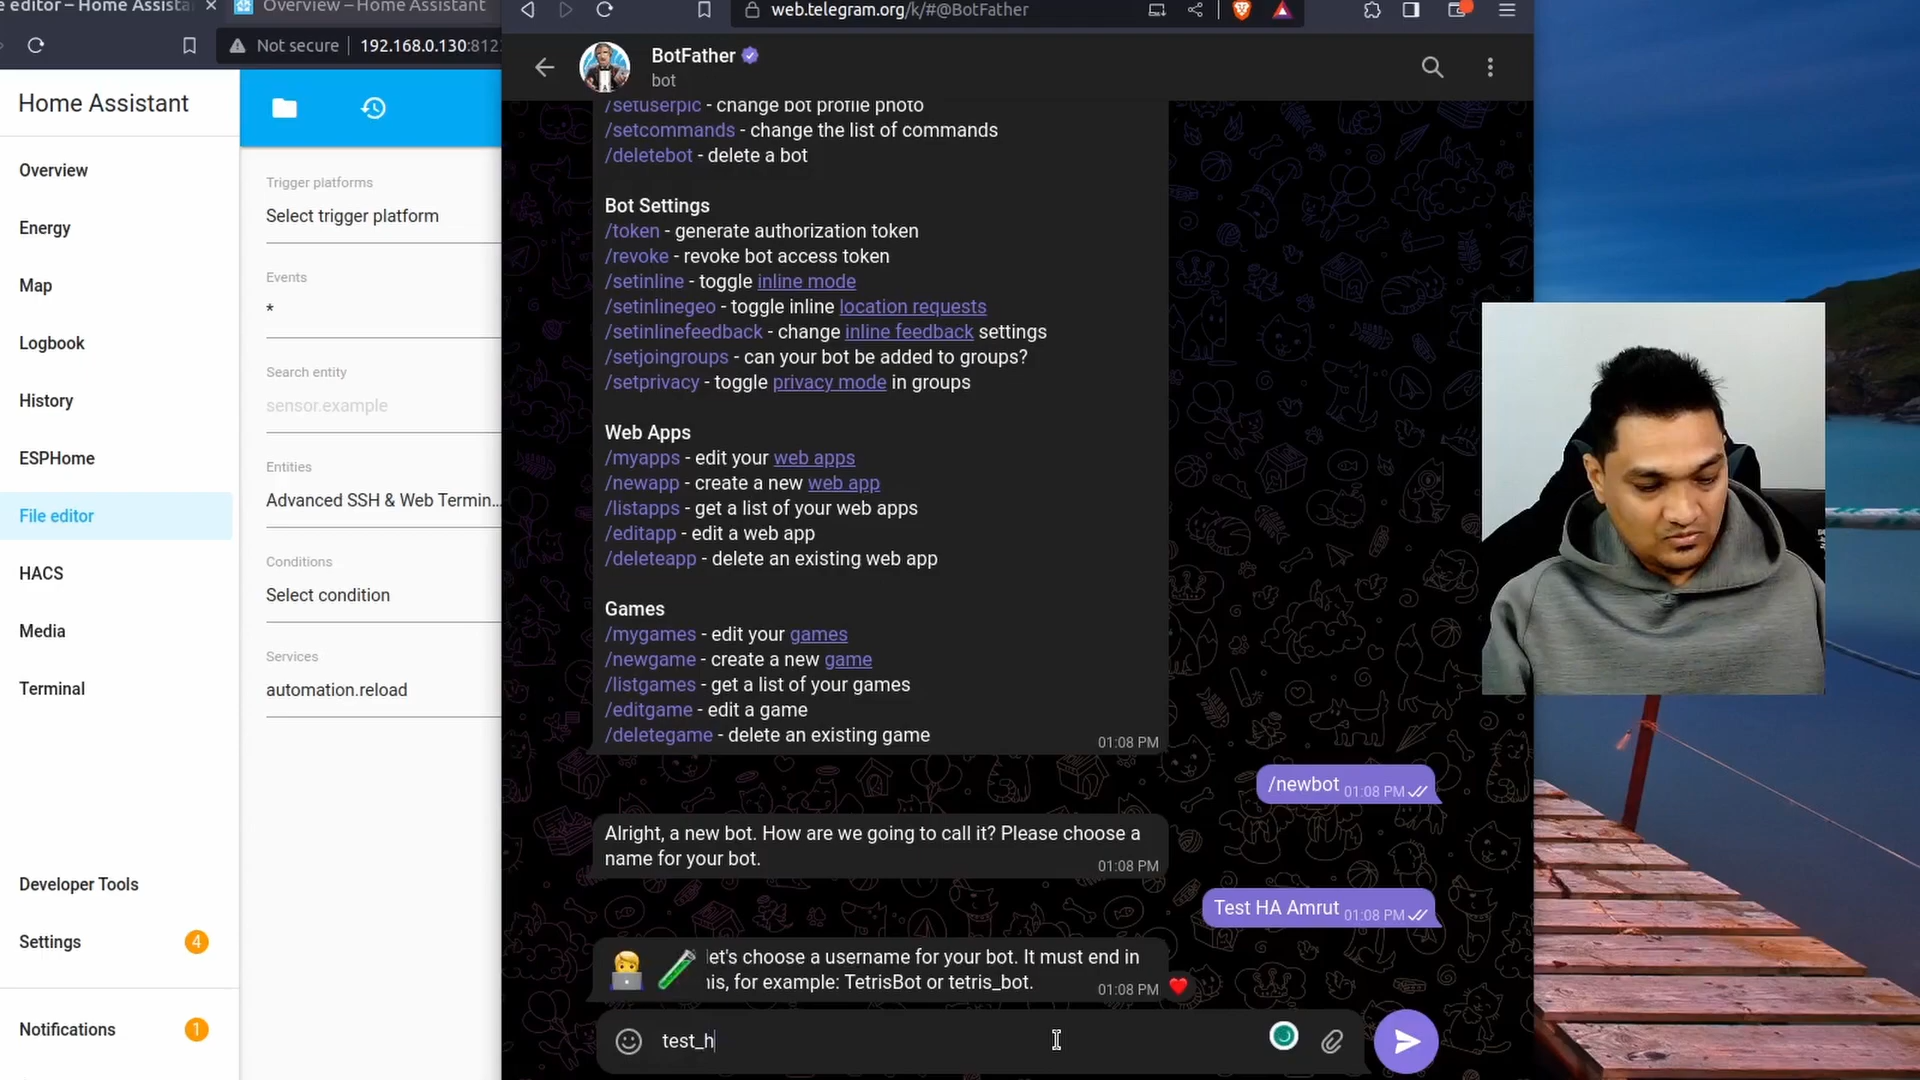 e editor – Home Assista
Overview – Home Assistant
Not secure
192.168.0.130:812
web.telegram.org/k/#@BotFather
Home Assistant
Overview
Energy
Map
Logbook
History
ESPHome
File editor
HACS
Media
Terminal
Developer Tools
Settings
4
Notifications
1
Trigger platforms
Select trigger platform
Events
*
Search entity
sensor.example
Entities
Advanced SSH & Web Termin...
Conditions
Select condition
Services
automation.reload
BotFather
bot
/setuserpic - change bot profile photo
/setcommands - change the list of commands
/deletebot - delete a bot
Bot Settings
/token - generate authorization token
/revoke - revoke bot access token
/setinline - toggle inline mode
/setinlinegeo - toggle inline location requests
/setinlinefeedback - change inline feedback settings
/setjoingroups - can your bot be added to groups?
/setprivacy - toggle privacy mode in groups
Web Apps
/myapps - edit your web apps
/newapp - create a new web app
/listapps - get a list of your web apps
/editapp - edit a web app
/deleteapp - delete an existing web app
Games
/mygames - edit your games
/newgame - create a new game
/listgames - get a list of your games
/editgame - edit a game
/deletegame - delete an existing game
01:08 PM
/newbot 01:08 PM
Alright, a new bot. How are we going to call it? Please choose a
name for your bot.
01:08 PM
Test HA Amrut 01:08 PM
let's choose a username for your bot. It must end in
his, for example: TetrisBot or tetris_bot.
01:08 PM
test_h